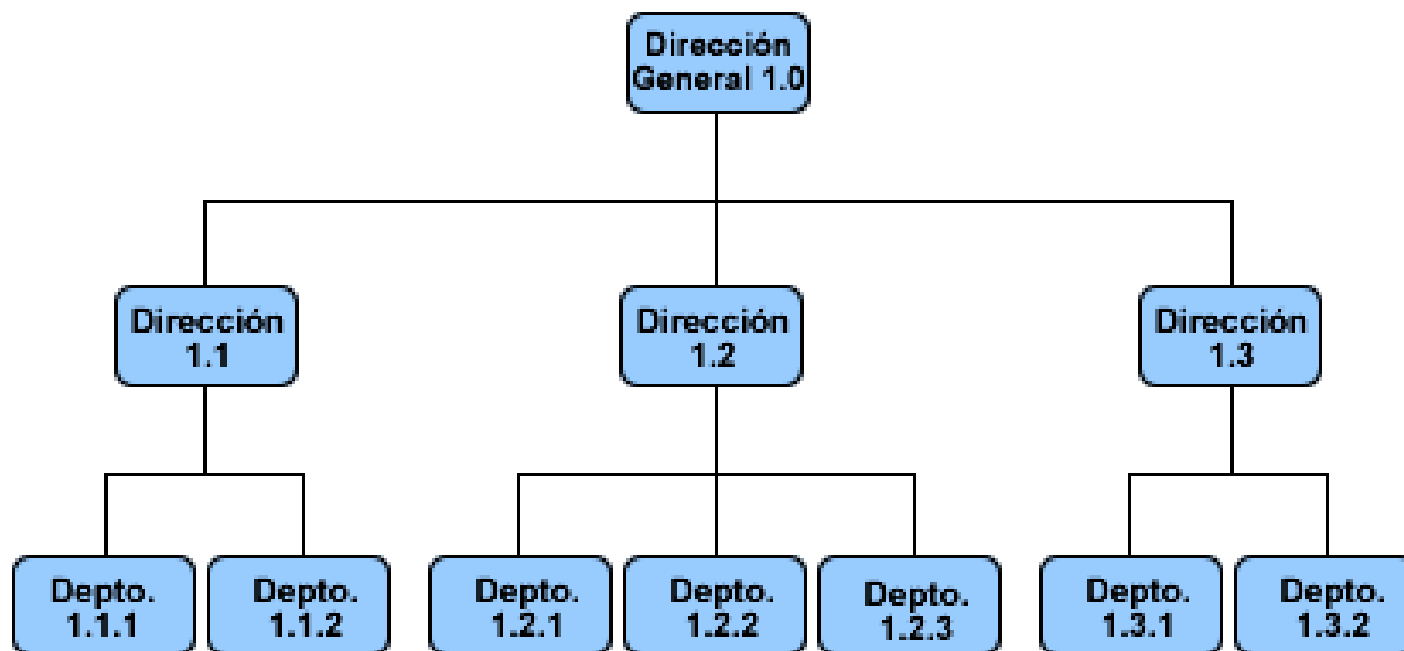 Dirección
General 1.0
Dirección
1.1
Dirección
1.2
Dirección
1.3
Depto.
1.1.1
Depto.
1.1.2
Depto.
1.2.1
Depto.
1.2.2
Depto.
1.2.3
Depto.
1.3.1
Depto.
1.3.2